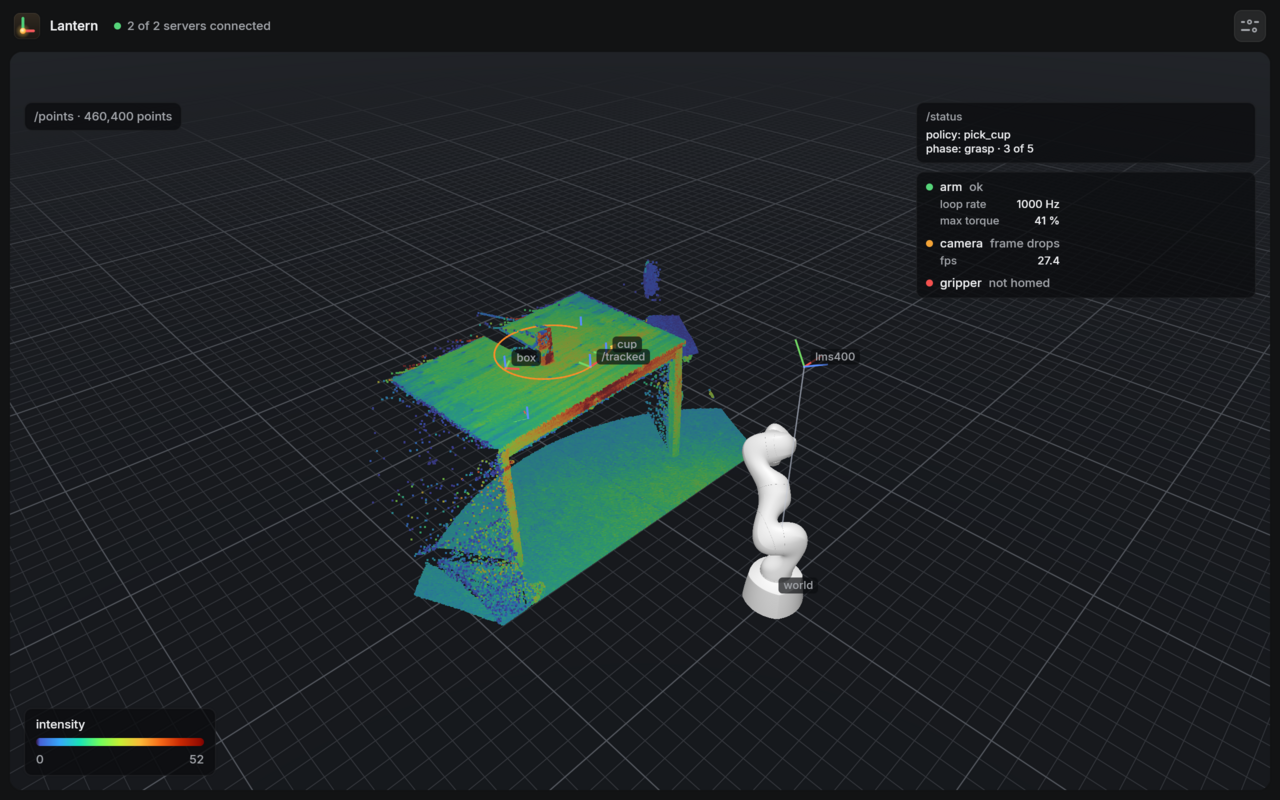 Lantern
2 of 2 servers connected
/points · 460,400 points
/status
policy: pick_cup
phase: grasp · 3 of 5
arm ok
loop rate 1000 Hz
max torque 41 %
camera frame drops
fps 27.4
gripper not homed
cup
box
/tracked
lms400
world
intensity
0 52